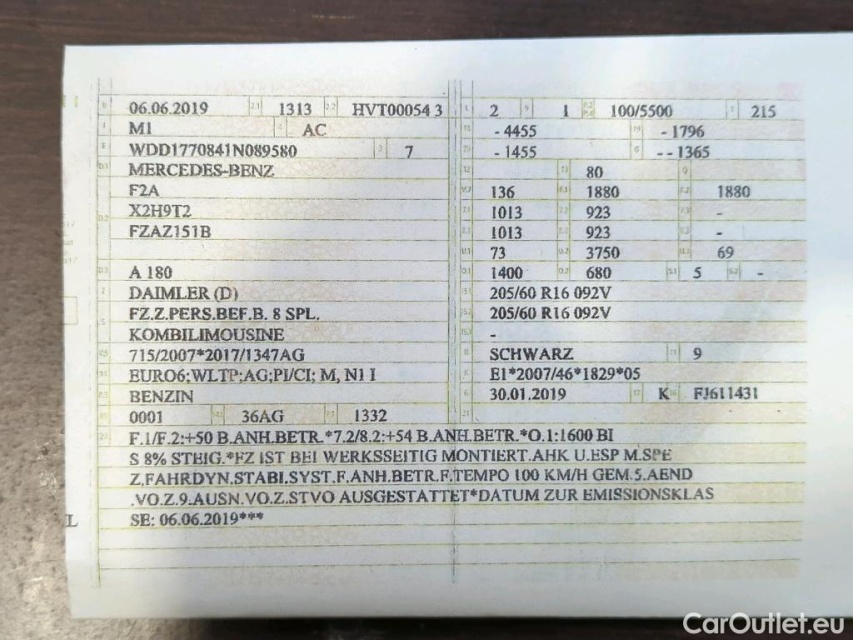 06.06.2019 1313 HVT00054 3 2 1 100/5500 215
M1 AC - 4455 - 1796
WDD1770841N089580 7 - 1455 - - 1365
MERCEDES-BENZ 80
F2A 136 1880 1880
X2H9T2 1013 923 -
FZAZ151B 1013 923 -
73 3750 69
A 180 1400 680 5 -
DAIMLER (D) 205/60 R16 092V
FZ.Z.PERS.BEF.B. 8 SPL. 205/60 R16 092V
KOMBILIMOUSINE -
715/2007*2017/1347AG SCHWARZ 9
EURO6;WLTP;AG;PI/CI; M, N1 I E1*2007/46*1829*05
BENZIN 30.01.2019 K FJ611431
0001 36AG 1332
F.1/F.2:+50 B.ANH.BETR.*7.2/8.2:+54 B.ANH.BETR.*O.1:1600 BI
S 8% STEIG.*FZ IST BEI WERKSSEITIG MONTIERT.AHK U.ESP M.SPE
Z,FAHRDYN.STABI.SYST.F.ANH.BETR.F.TEMPO 100 KM/H GEM.5.AEND
.VO.Z.9.AUSN.VO.Z.STVO AUSGESTATTET*DATUM ZUR EMISSIONSKLAS
L SE: 06.06.2019***
CarOutlet.eu